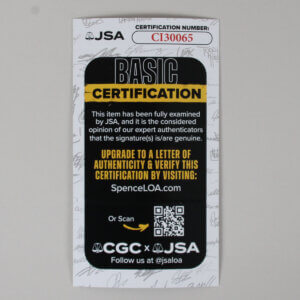 JSA
CERTIFICATION NUMBER:
CI30065
BASIC
CERTIFICATION
This item has been fully examined
by JSA, and it is the considered
opinion of our expert authenticators
that the signature(s) is/are genuine.
UPGRADE TO A LETTER OF
AUTHENTICITY & VERIFY THIS
CERTIFICATION BY VISITING:
SpenceLOA.com
Or Scan
CGC x JSA
Follow us at @jsaloa